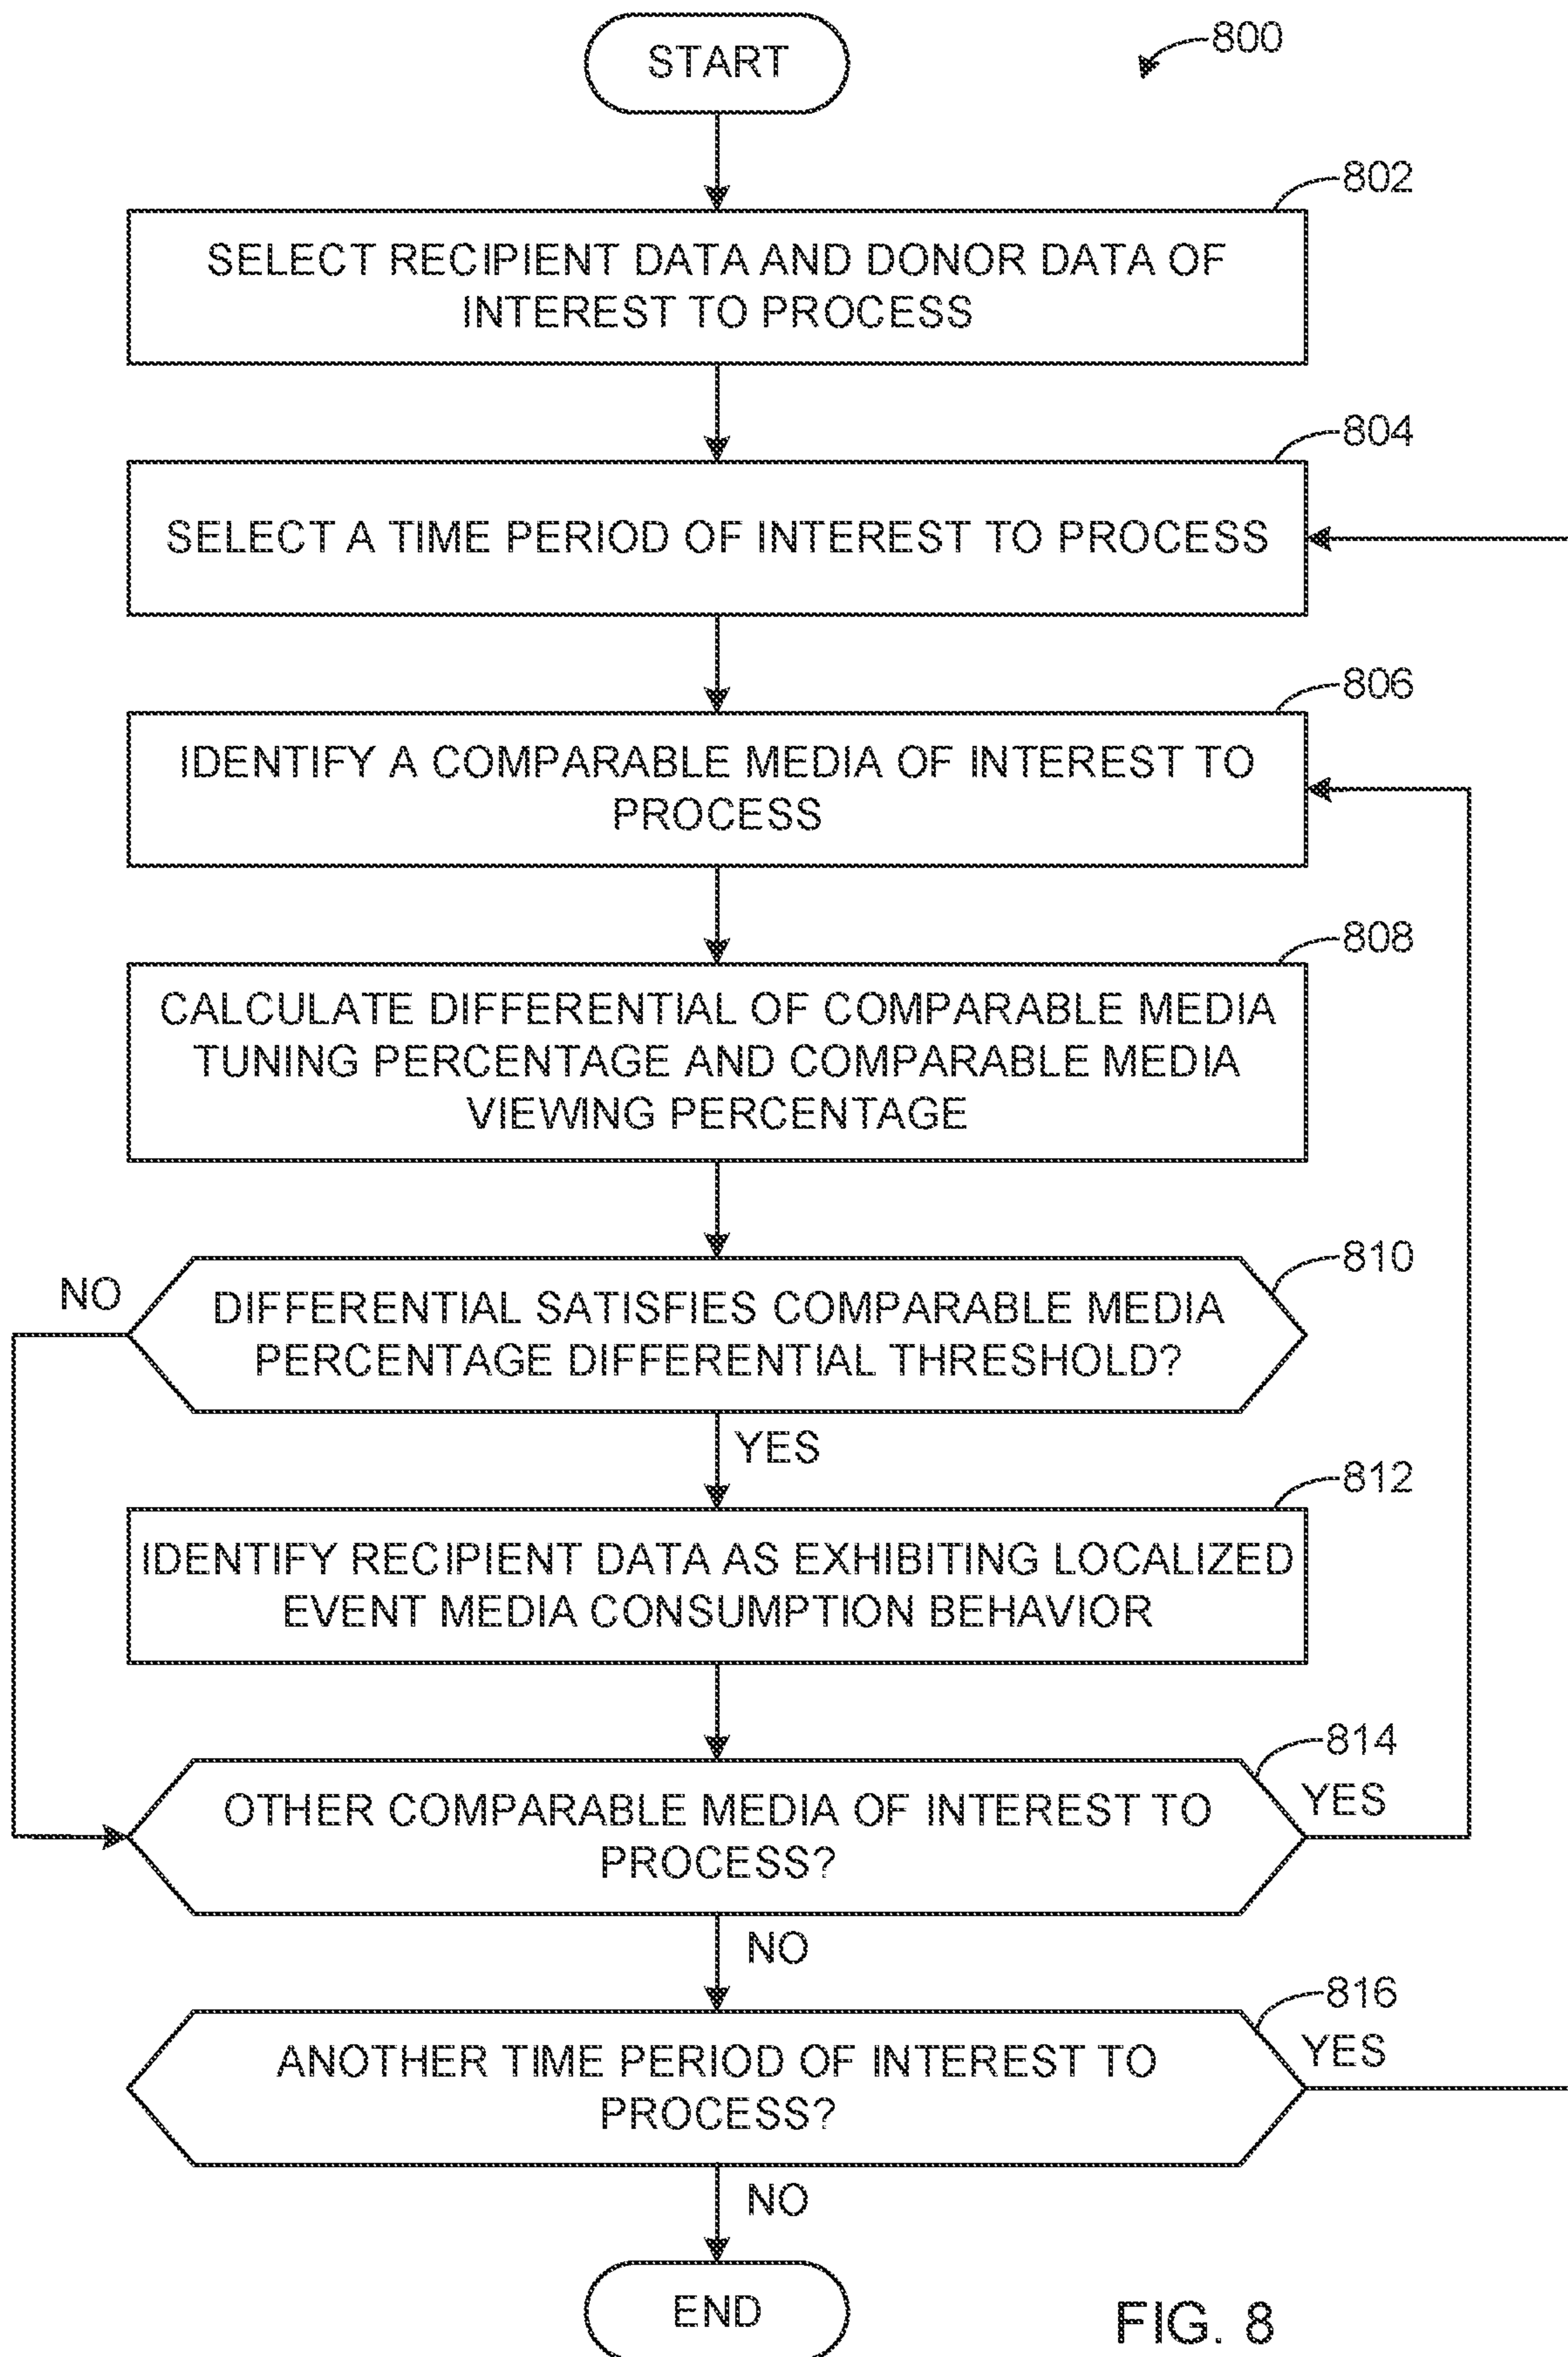 START
800
802
SELECT RECIPIENT DATA AND DONOR DATA OF
INTEREST TO PROCESS
804
SELECT A TIME PERIOD OF INTEREST TO PROCESS
806
IDENTIFY A COMPARABLE MEDIA OF INTEREST TO
PROCESS
808
CALCULATE DIFFERENTIAL OF COMPARABLE MEDIA
TUNING PERCENTAGE AND COMPARABLE MEDIA
VIEWING PERCENTAGE
810
NO
DIFFERENTIAL SATISFIES COMPARABLE MEDIA
PERCENTAGE DIFFERENTIAL THRESHOLD?
YES
812
IDENTIFY RECIPIENT DATA AS EXHIBITING LOCALIZED
EVENT MEDIA CONSUMPTION BEHAVIOR
814
YES
OTHER COMPARABLE MEDIA OF INTEREST TO
PROCESS?
NO
816
YES
ANOTHER TIME PERIOD OF INTEREST TO
PROCESS?
NO
END
FIG. 8